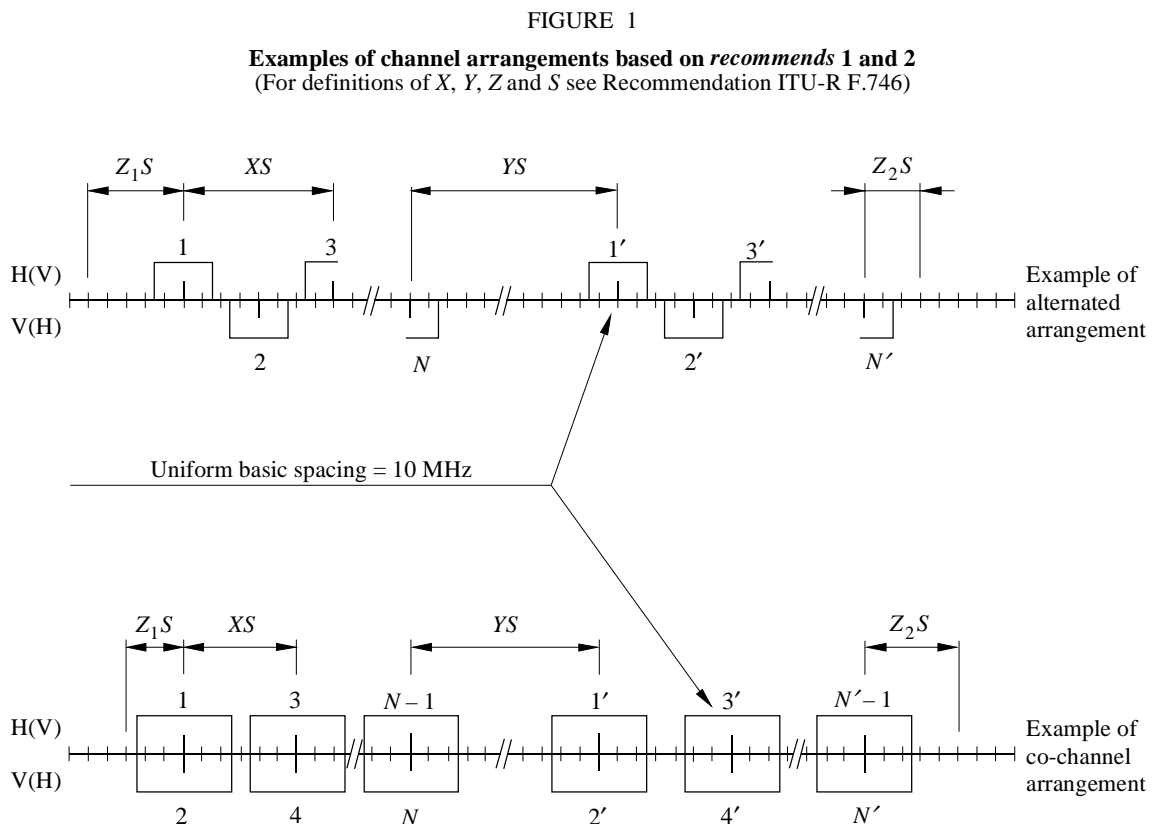 FIGURE 1
Examples of channel arrangements based on recommends 1 and 2
(For definitions of X, Y, Z and S see Recommendation ITU-R F.746)
Z₁S XS YS Z₂S
1 3 1′ 3′
H(V)
V(H)
2 N 2′ N′
Example of
alternated
arrangement
Uniform basic spacing = 10 MHz
Z₁S XS YS Z₂S
1 3 N – 1 1′ 3′ N′ – 1
H(V)
V(H)
2 4 N 2′ 4′ N′
Example of
co-channel
arrangement